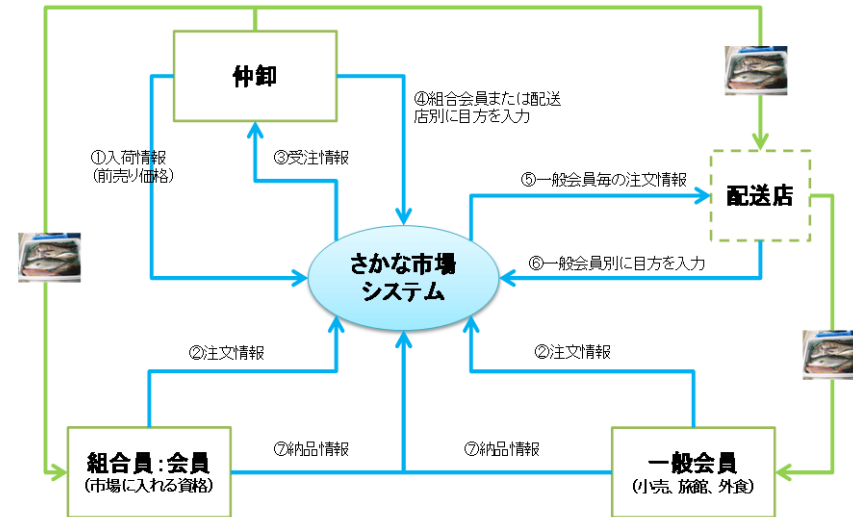 仲卸
④組合会員または配送
店別に目方を入力
①入荷情報
(前売り価格)
③受注情報
⑤一般会員毎の注文情報
配送店
さかな市場
システム
⑥一般会員別に目方を入力
②注文情報
②注文情報
組合員:会員
(市場に入れる資格)
⑦納品情報
⑦納品情報
一般会員
(小売、旅館、外食)